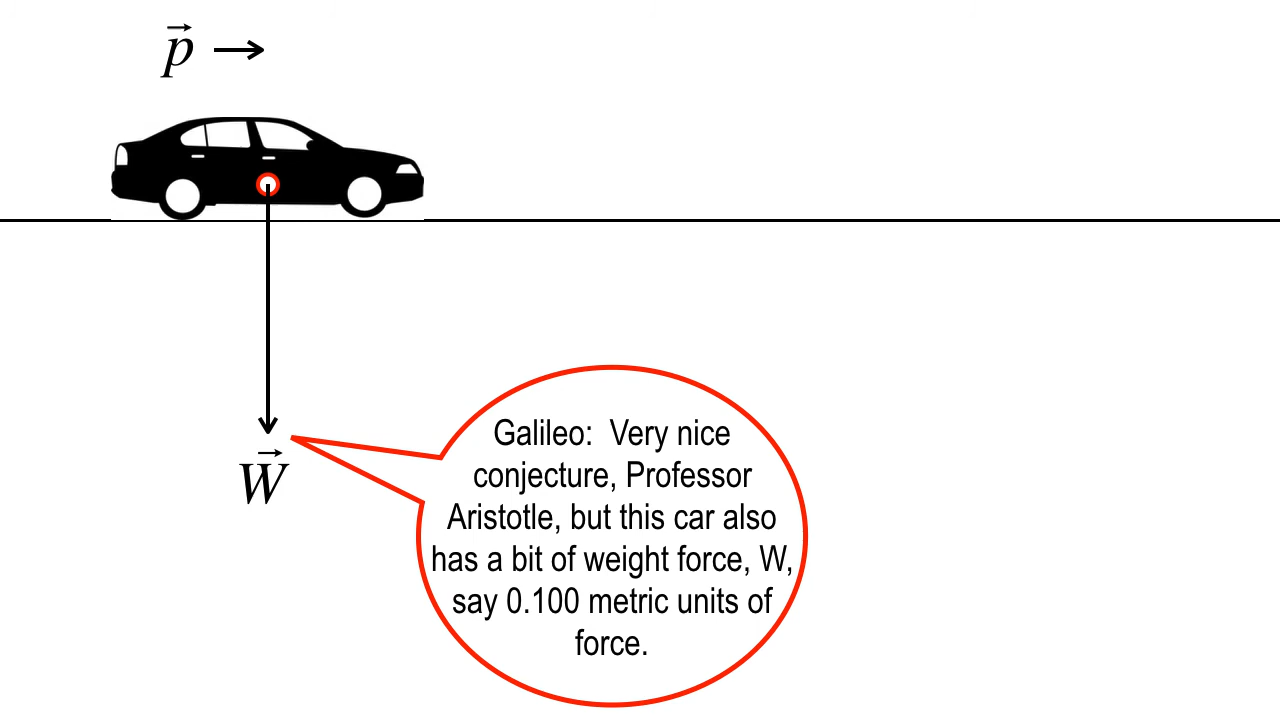 p⃗ →
W⃗
Galileo:  Very nice
conjecture, Professor
Aristotle, but this car also
has a bit of weight force, W,
say 0.100 metric units of
force.